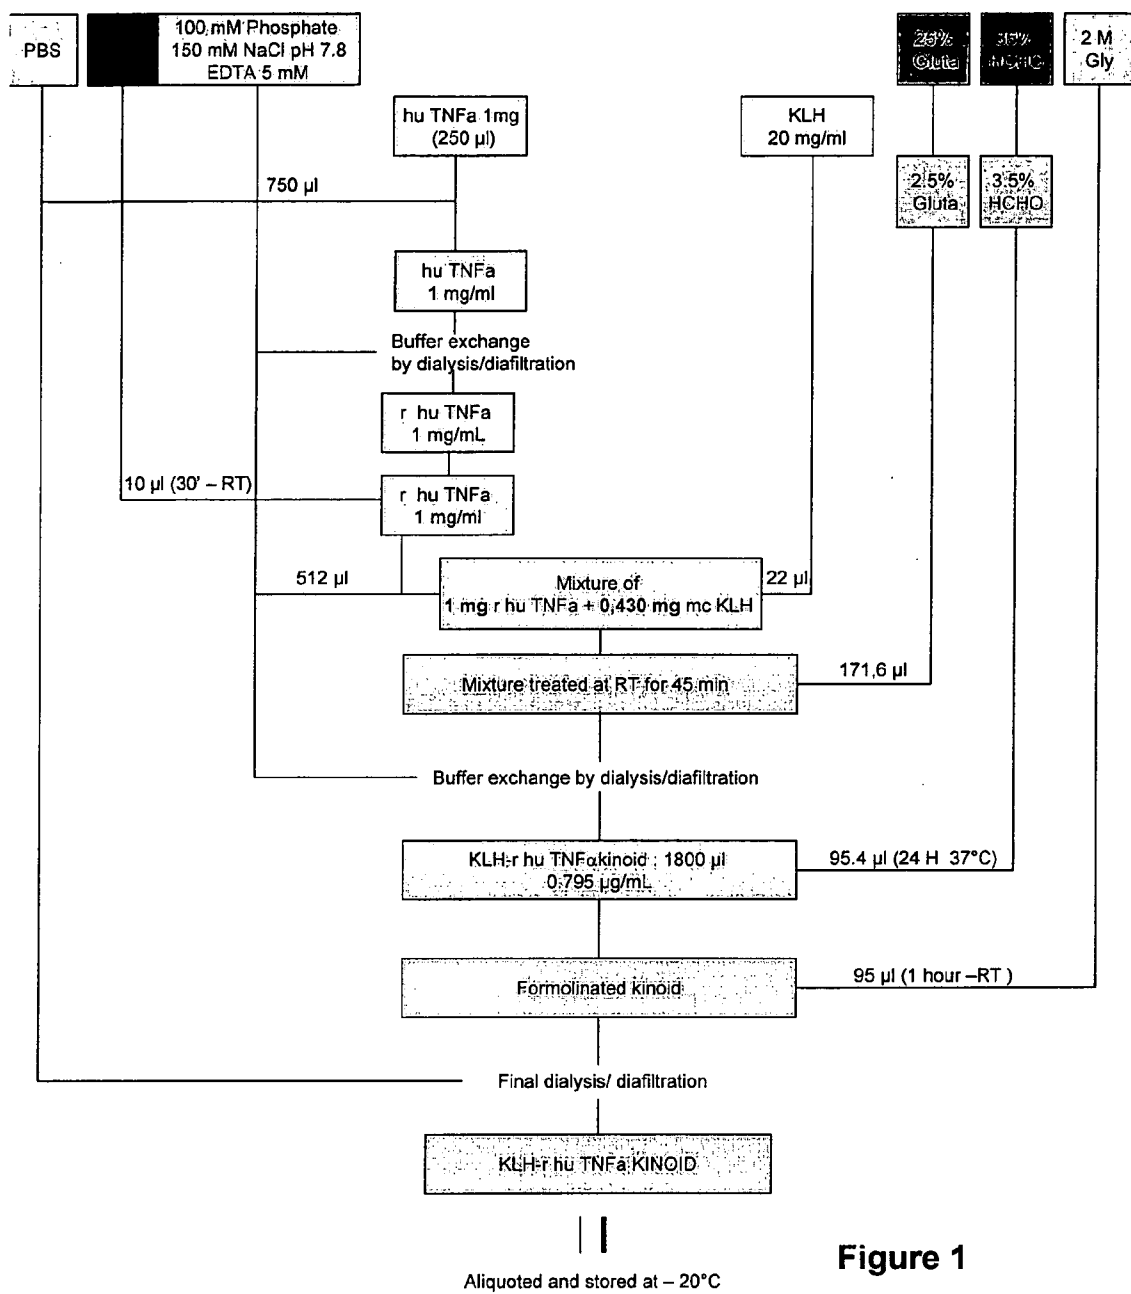 PBS
100 mM Phosphate
150 mM NaCl pH 7.8
EDTA 5 mM
25%
Gluta
HCHO
2 M
Gly
hu TNFa 1mg
(250 µl)
KLH
20 mg/ml
2.5%
Gluta
3.5%
HCHO
750 µl
hu TNFa
1 mg/ml
Buffer exchange
by dialysis/diafiltration
r hu TNFa
1 mg/mL
10 µl (30' – RT)
r hu TNFa
1 mg/ml
512 µl
Mixture of
1 mg r hu TNFa + 0,430 mg mc KLH
22 µl
Mixture treated at RT for 45 min
171,6 µl
Buffer exchange by dialysis/diafiltration
KLH-r hu TNFαkinoid : 1800 µl
0.795 µg/mL
95.4 µl (24 H 37°C)
Formolinated kinoid
95 µl (1 hour –RT )
Final dialysis/ diafiltration
KLH-r hu TNFa KINOID
Figure 1
Aliquoted and stored at – 20°C